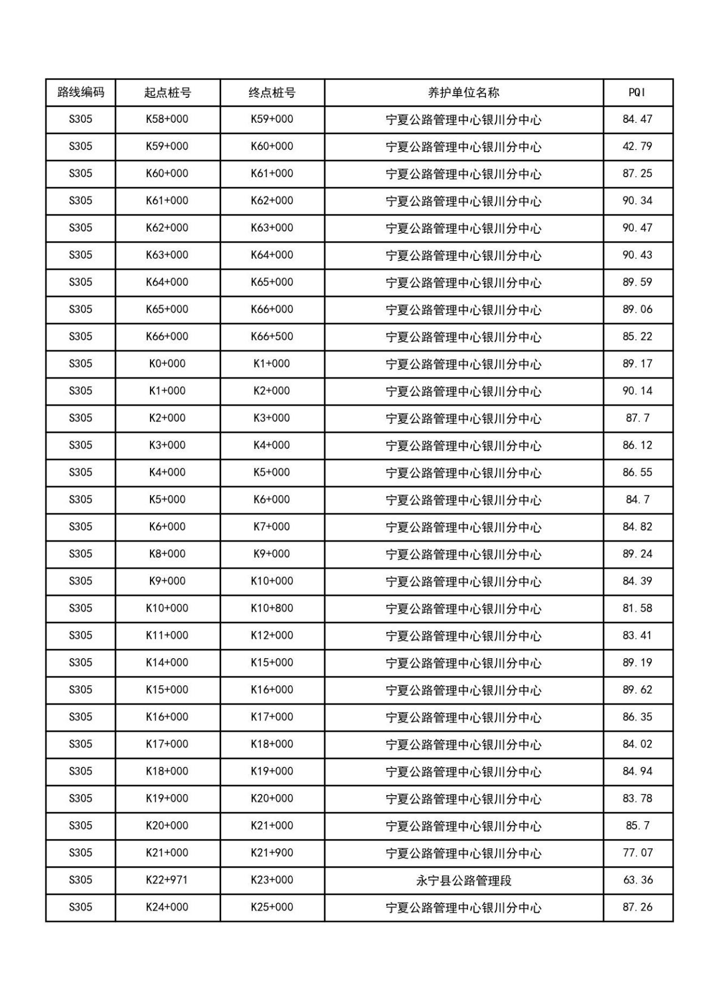 路线编码 起点桩号 终点桩号 养护单位名称 PQI
S305 K58+000 K59+000 宁夏公路管理中心银川分中心 84.47
S305 K59+000 K60+000 宁夏公路管理中心银川分中心 42.79
S305 K60+000 K61+000 宁夏公路管理中心银川分中心 87.25
S305 K61+000 K62+000 宁夏公路管理中心银川分中心 90.34
S305 K62+000 K63+000 宁夏公路管理中心银川分中心 90.47
S305 K63+000 K64+000 宁夏公路管理中心银川分中心 90.43
S305 K64+000 K65+000 宁夏公路管理中心银川分中心 89.59
S305 K65+000 K66+000 宁夏公路管理中心银川分中心 89.06
S305 K66+000 K66+500 宁夏公路管理中心银川分中心 85.22
S305 K0+000 K1+000 宁夏公路管理中心银川分中心 89.17
S305 K1+000 K2+000 宁夏公路管理中心银川分中心 90.14
S305 K2+000 K3+000 宁夏公路管理中心银川分中心 87.7
S305 K3+000 K4+000 宁夏公路管理中心银川分中心 86.12
S305 K4+000 K5+000 宁夏公路管理中心银川分中心 86.55
S305 K5+000 K6+000 宁夏公路管理中心银川分中心 84.7
S305 K6+000 K7+000 宁夏公路管理中心银川分中心 84.82
S305 K8+000 K9+000 宁夏公路管理中心银川分中心 89.24
S305 K9+000 K10+000 宁夏公路管理中心银川分中心 84.39
S305 K10+000 K10+800 宁夏公路管理中心银川分中心 81.58
S305 K11+000 K12+000 宁夏公路管理中心银川分中心 83.41
S305 K14+000 K15+000 宁夏公路管理中心银川分中心 89.19
S305 K15+000 K16+000 宁夏公路管理中心银川分中心 89.62
S305 K16+000 K17+000 宁夏公路管理中心银川分中心 86.35
S305 K17+000 K18+000 宁夏公路管理中心银川分中心 84.02
S305 K18+000 K19+000 宁夏公路管理中心银川分中心 84.94
S305 K19+000 K20+000 宁夏公路管理中心银川分中心 83.78
S305 K20+000 K21+000 宁夏公路管理中心银川分中心 85.7
S305 K21+000 K21+900 宁夏公路管理中心银川分中心 77.07
S305 K22+971 K23+000 永宁县公路管理段 63.36
S305 K24+000 K25+000 宁夏公路管理中心银川分中心 87.26